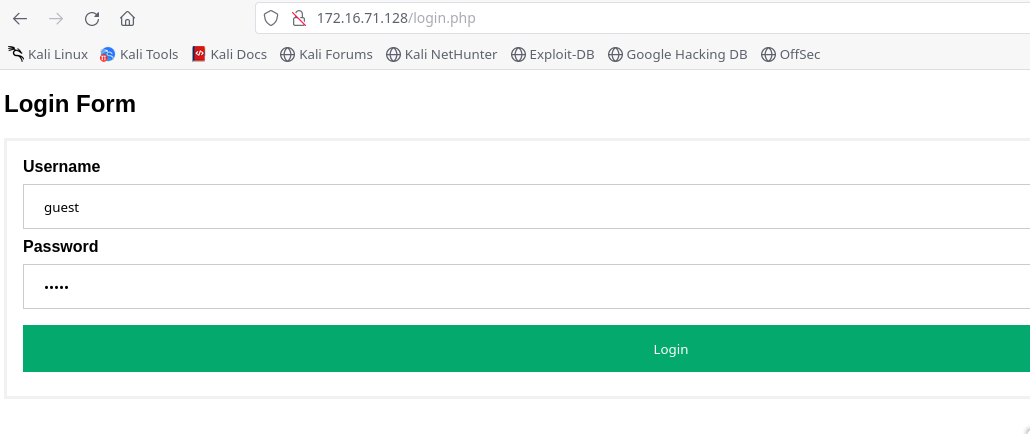 172.16.71.128/login.php
Kali Linux Kali Tools Kali Docs Kali Forums Kali NetHunter Exploit-DB Google Hacking DB OffSec
Login Form
Username
guest
Password
•••••
Login